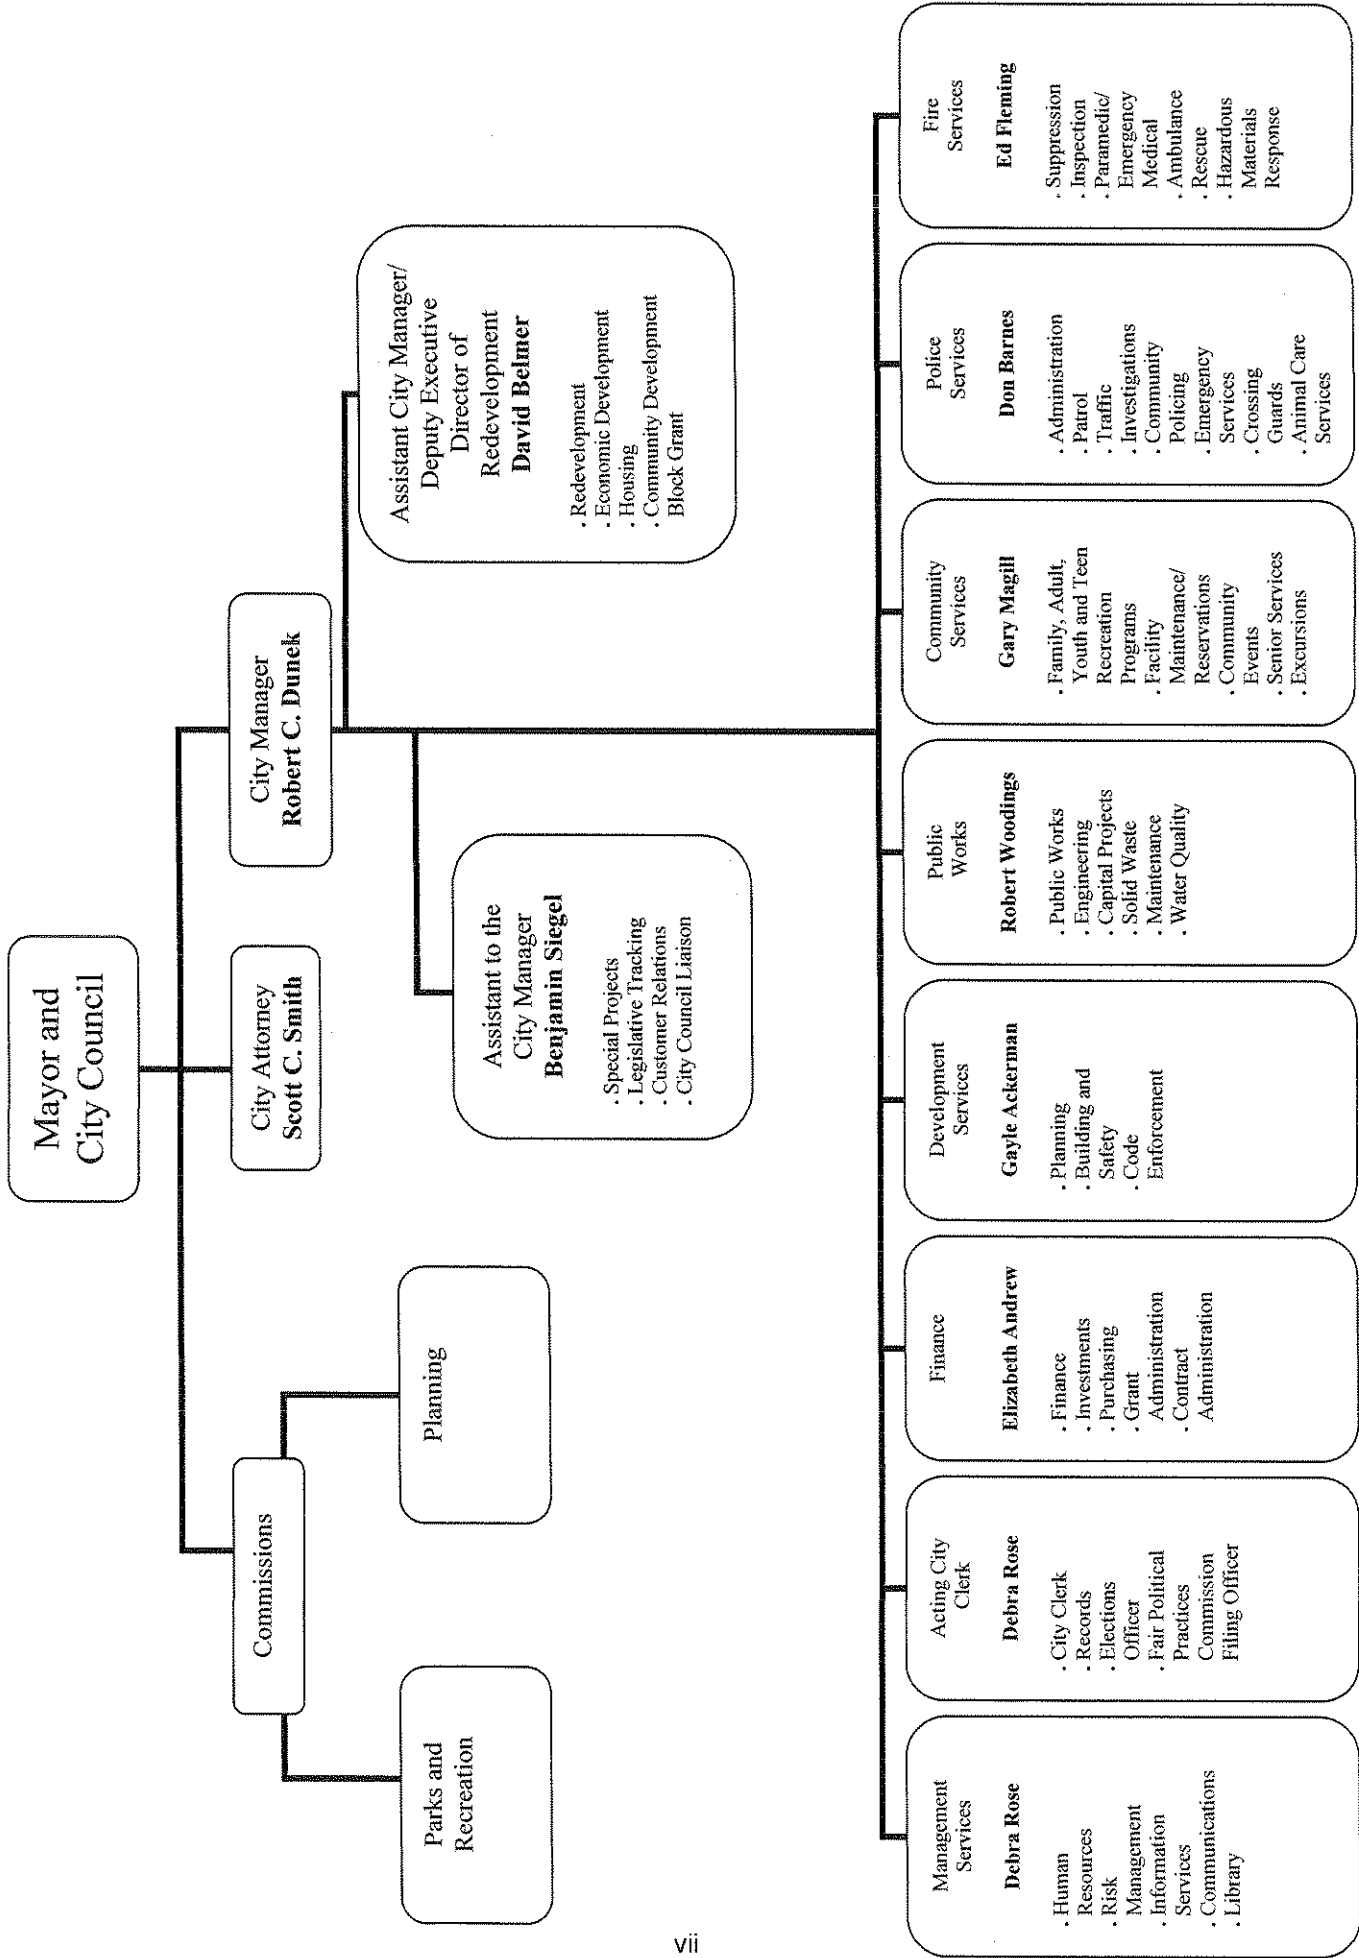 Mayor and
City Council
Commissions
City Attorney
Scott C. Smith
City Manager
Robert C. Dunek
Parks and
Recreation
Planning
Assistant to the
City Manager
Benjamin Siegel
. Special Projects
. Legislative Tracking
. Customer Relations
. City Council Liaison
Assistant City Manager/
Deputy Executive
Director of
Redevelopment
David Belmer
. Redevelopment
. Economic Development
. Housing
. Community Development
Block Grant
Management
Services
Debra Rose
. Human
Resources
. Risk
Management
. Information
Services
. Communications
. Library
Acting City
Clerk
Debra Rose
. City Clerk
. Records
. Elections
Officer
. Fair Political
Practices
Commission
Filing Officer
Finance
Elizabeth Andrew
. Finance
. Investments
. Purchasing
. Grant
Administration
. Contract
Administration
Development
Services
Gayle Ackerman
. Planning
. Building and
Safety
. Code
Enforcement
Public
Works
Robert Woodings
. Public Works
. Engineering
. Capital Projects
. Solid Waste
. Maintenance
. Water Quality
Community
Services
Gary Magill
. Family, Adult,
Youth and Teen
Recreation
Programs
. Facility
Maintenance/
Reservations
. Community
Events
. Senior Services
. Excursions
Police
Services
Don Barnes
. Administration
. Patrol
. Traffic
. Investigations
. Community
Policing
. Emergency
Services
. Crossing
Guards
. Animal Care
Services
Fire
Services
Ed Fleming
. Suppression
. Inspection
. Paramedic/
Emergency
Medical
. Ambulance
. Rescue
. Hazardous
Materials
Response
vii